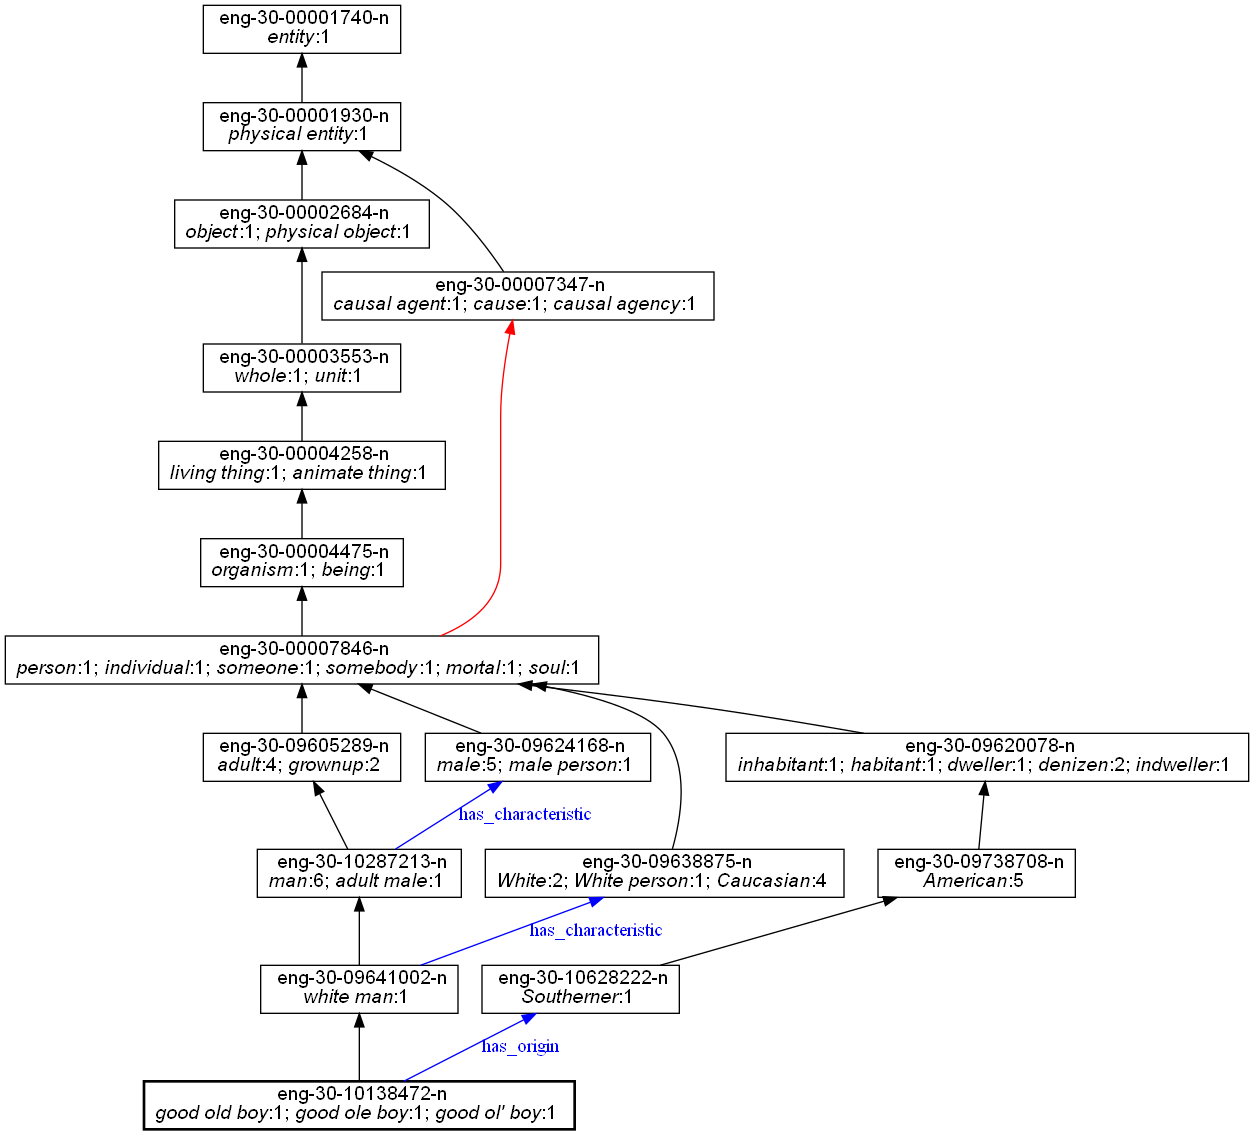 eng-30-00001740-n
entity:1
eng-30-00001930-n
physical entity:1
eng-30-00002684-n
object:1; physical object:1
eng-30-00007347-n
causal agent:1; cause:1; causal agency:1
eng-30-00003553-n
whole:1; unit:1
eng-30-00004258-n
living thing:1; animate thing:1
eng-30-00004475-n
organism:1; being:1
eng-30-00007846-n
person:1; individual:1; someone:1; somebody:1; mortal:1; soul:1
eng-30-09605289-n
adult:4; grownup:2
eng-30-09624168-n
male:5; male person:1
eng-30-09620078-n
inhabitant:1; habitant:1; dweller:1; denizen:2; indweller:1
has_characteristic
eng-30-10287213-n
man:6; adult male:1
eng-30-09638875-n
White:2; White person:1; Caucasian:4
eng-30-09738708-n
American:5
has_characteristic
eng-30-09641002-n
white man:1
eng-30-10628222-n
Southerner:1
has_origin
eng-30-10138472-n
good old boy:1; good ole boy:1; good ol' boy:1